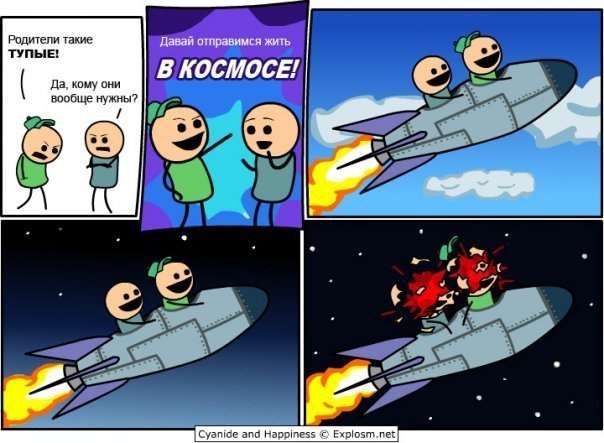 Родители такие
ТУПЫЕ!
Да, кому они
вообще нужны?
Давай отправимся жить
В КОСМОСЕ!
Cyanide and Happiness © Explosm.net